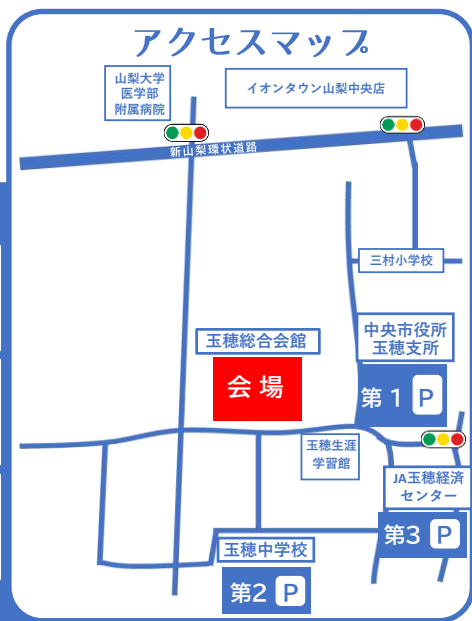 アクセスマップ
山梨大学
医学部
附属病院
イオンタウン山梨中央店
新山梨環状道路
三村小学校
玉穂総合会館
会場
中央市役所
玉穂支所
第1 P
玉穂生涯
学習館
JA玉穂経済
センター
第3 P
玉穂中学校
第2 P